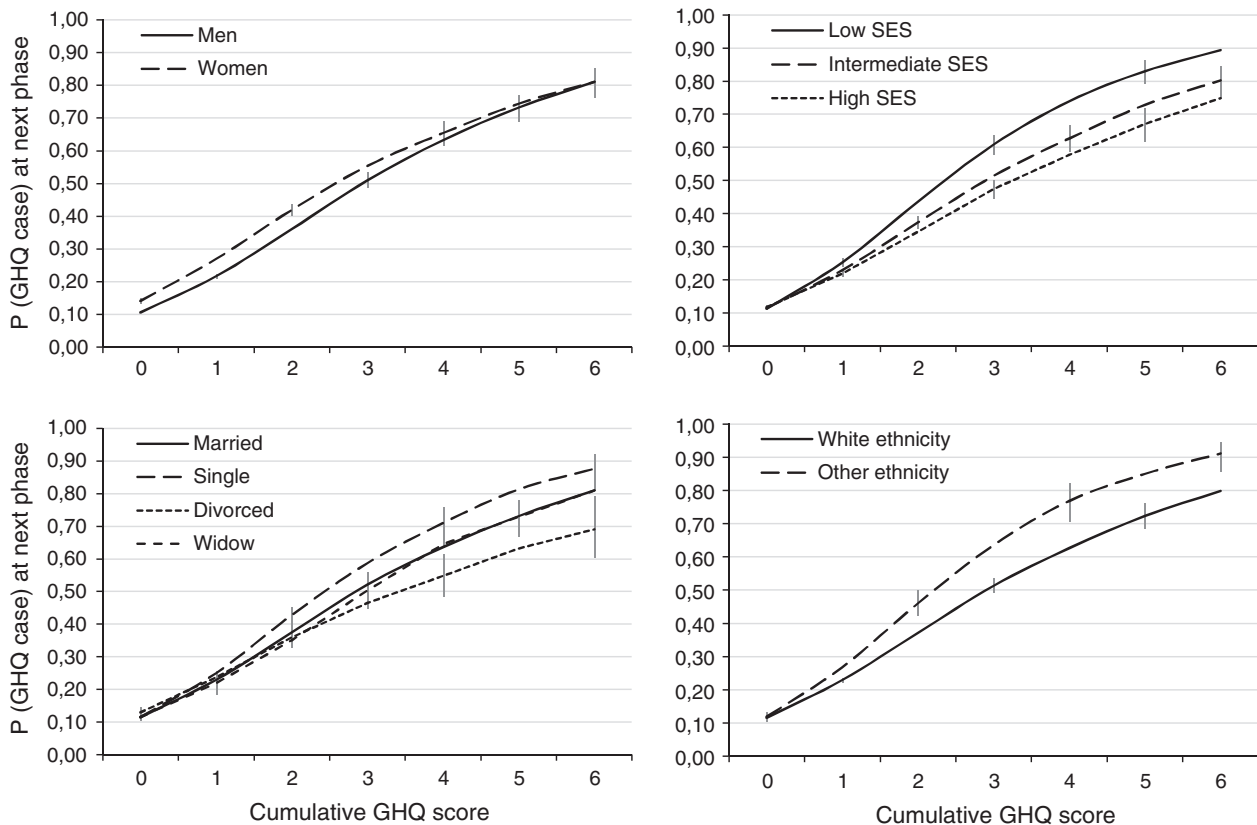 P (GHQ case) at next phase
1,00
0,90
0,80
0,70
0,60
0,50
0,40
0,30
0,20
0,10
0,00
Men
Women
0 1 2 3 4 5 6
1,00
0,90
0,80
0,70
0,60
0,50
0,40
0,30
0,20
0,10
0,00
Low SES
Intermediate SES
High SES
0 1 2 3 4 5 6
P (GHQ case) at next phase
1,00
0,90
0,80
0,70
0,60
0,50
0,40
0,30
0,20
0,10
0,00
Married
Single
Divorced
Widow
0 1 2 3 4 5 6
Cumulative GHQ score
1,00
0,90
0,80
0,70
0,60
0,50
0,40
0,30
0,20
0,10
0,00
White ethnicity
Other ethnicity
0 1 2 3 4 5 6
Cumulative GHQ score